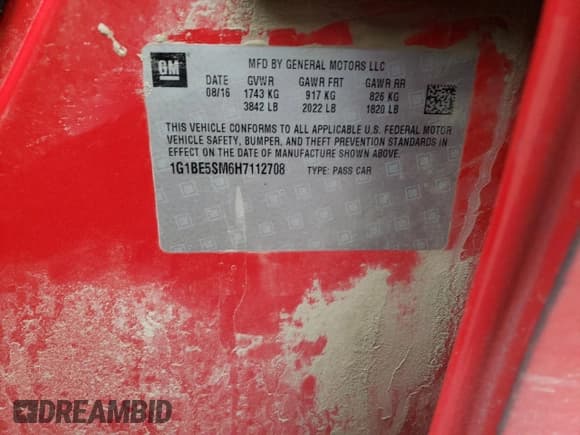 GM
MFD BY GENERAL MOTORS LLC
DATE GVWR GAWR FRT GAWR RR
08/16 1743 KG 917 KG 826 KG
3842 LB 2022 LB 1820 LB
THIS VEHICLE CONFORMS TO ALL APPLICABLE U.S. FEDERAL MOTOR
VEHICLE SAFETY, BUMPER, AND THEFT PREVENTION STANDARDS IN
EFFECT ON THE DATE OF MANUFACTURE SHOWN ABOVE.
1G1BE5SM6H7112708 TYPE: PASS CAR
DREAMBID